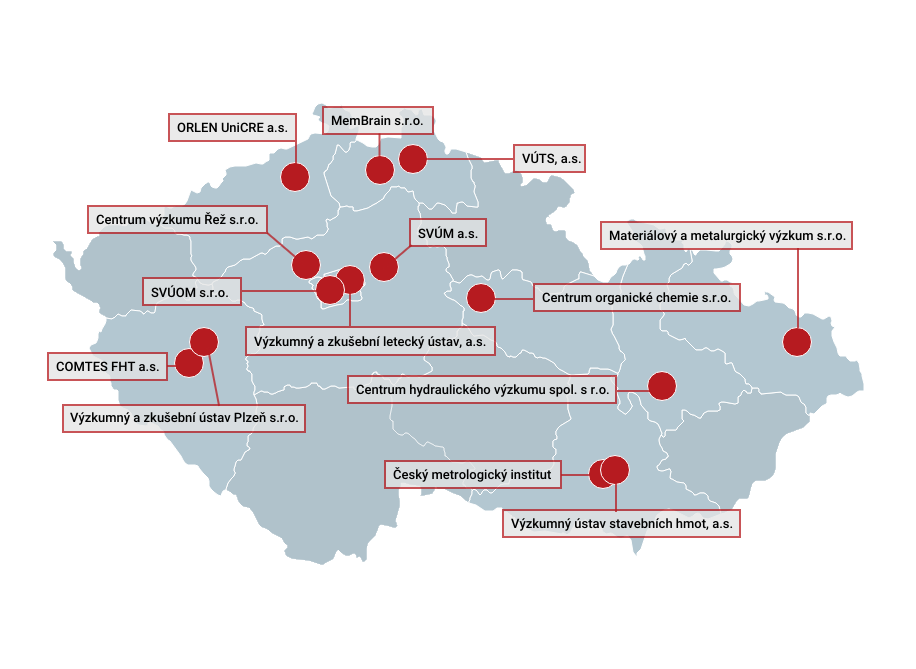 MemBrain s.r.o.
ORLEN UniCRE a.s.
VÚTS, a.s.
Centrum výzkumu Řež s.r.o.
SVÚM a.s.
Materiálový a metalurgický výzkum s.r.o.
SVÚOM s.r.o.
Centrum organické chemie s.r.o.
Výzkumný a zkušební letecký ústav, a.s.
COMTES FHT a.s.
Centrum hydraulického výzkumu spol. s r.o.
Výzkumný a zkušební ústav Plzeň s.r.o.
Český metrologický institut
Výzkumný ústav stavebních hmot, a.s.